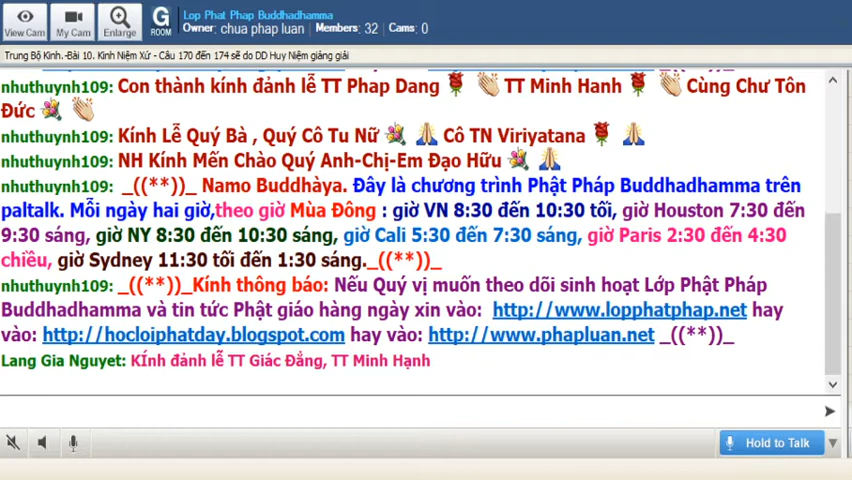 Lop Phat Phap Buddhadhamma
Owner: chua phap luan Members: 32 Cams: 0
View Cam My Cam Enlarge G ROOM
Trung Bộ Kinh.-Bài 10. Kinh Niệm Xứ - Câu 170 đến 174 sẽ do DD Huy Niệm giảng giải
nhuthuynh109: Con thành kính đảnh lễ TT Phap Dang TT Minh Hanh Cùng Chư Tôn
Đức
nhuthuynh109: Kính Lễ Quý Bà , Quý Cô Tu Nữ Cô TN Viriyatana
nhuthuynh109: NH Kính Mến Chào Quý Anh-Chị-Em Đạo Hữu
nhuthuynh109: _((**))_ Namo Buddhàya. Đây là chương trình Phật Pháp Buddhadhamma trên
paltalk. Mỗi ngày hai giờ,theo giờ Mùa Đông : giờ VN 8:30 đến 10:30 tối, giờ Houston 7:30 đến
9:30 sáng, giờ NY 8:30 đến 10:30 sáng, giờ Cali 5:30 đến 7:30 sáng, giờ Paris 2:30 đến 4:30
chiều, giờ Sydney 11:30 tối đến 1:30 sáng._((**))_
nhuthuynh109: _((**))_Kính thông báo: Nếu Quý vị muốn theo dõi sinh hoạt Lớp Phật Pháp
Buddhadhamma và tin tức Phật giáo hàng ngày xin vào: http://www.lopphatphap.net hay
vào: http://hocloiphatday.blogspot.com hay vào: http://www.phapluan.net _((**))_
Lang Gia Nguyet: KÍnh đảnh lễ TT Giác Đẳng, TT Minh Hạnh
Hold to Talk